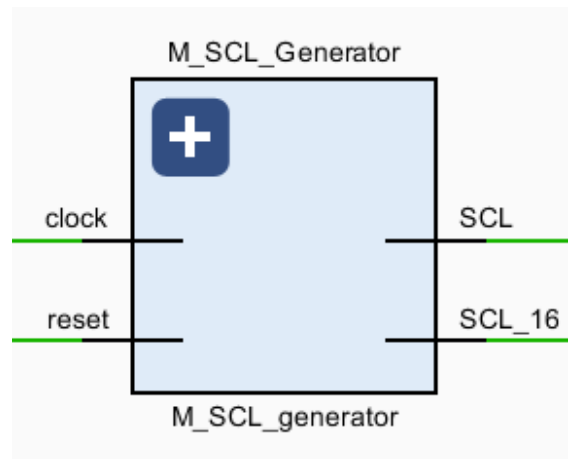 M_SCL_Generator
clock
SCL
reset
SCL_16
M_SCL_generator